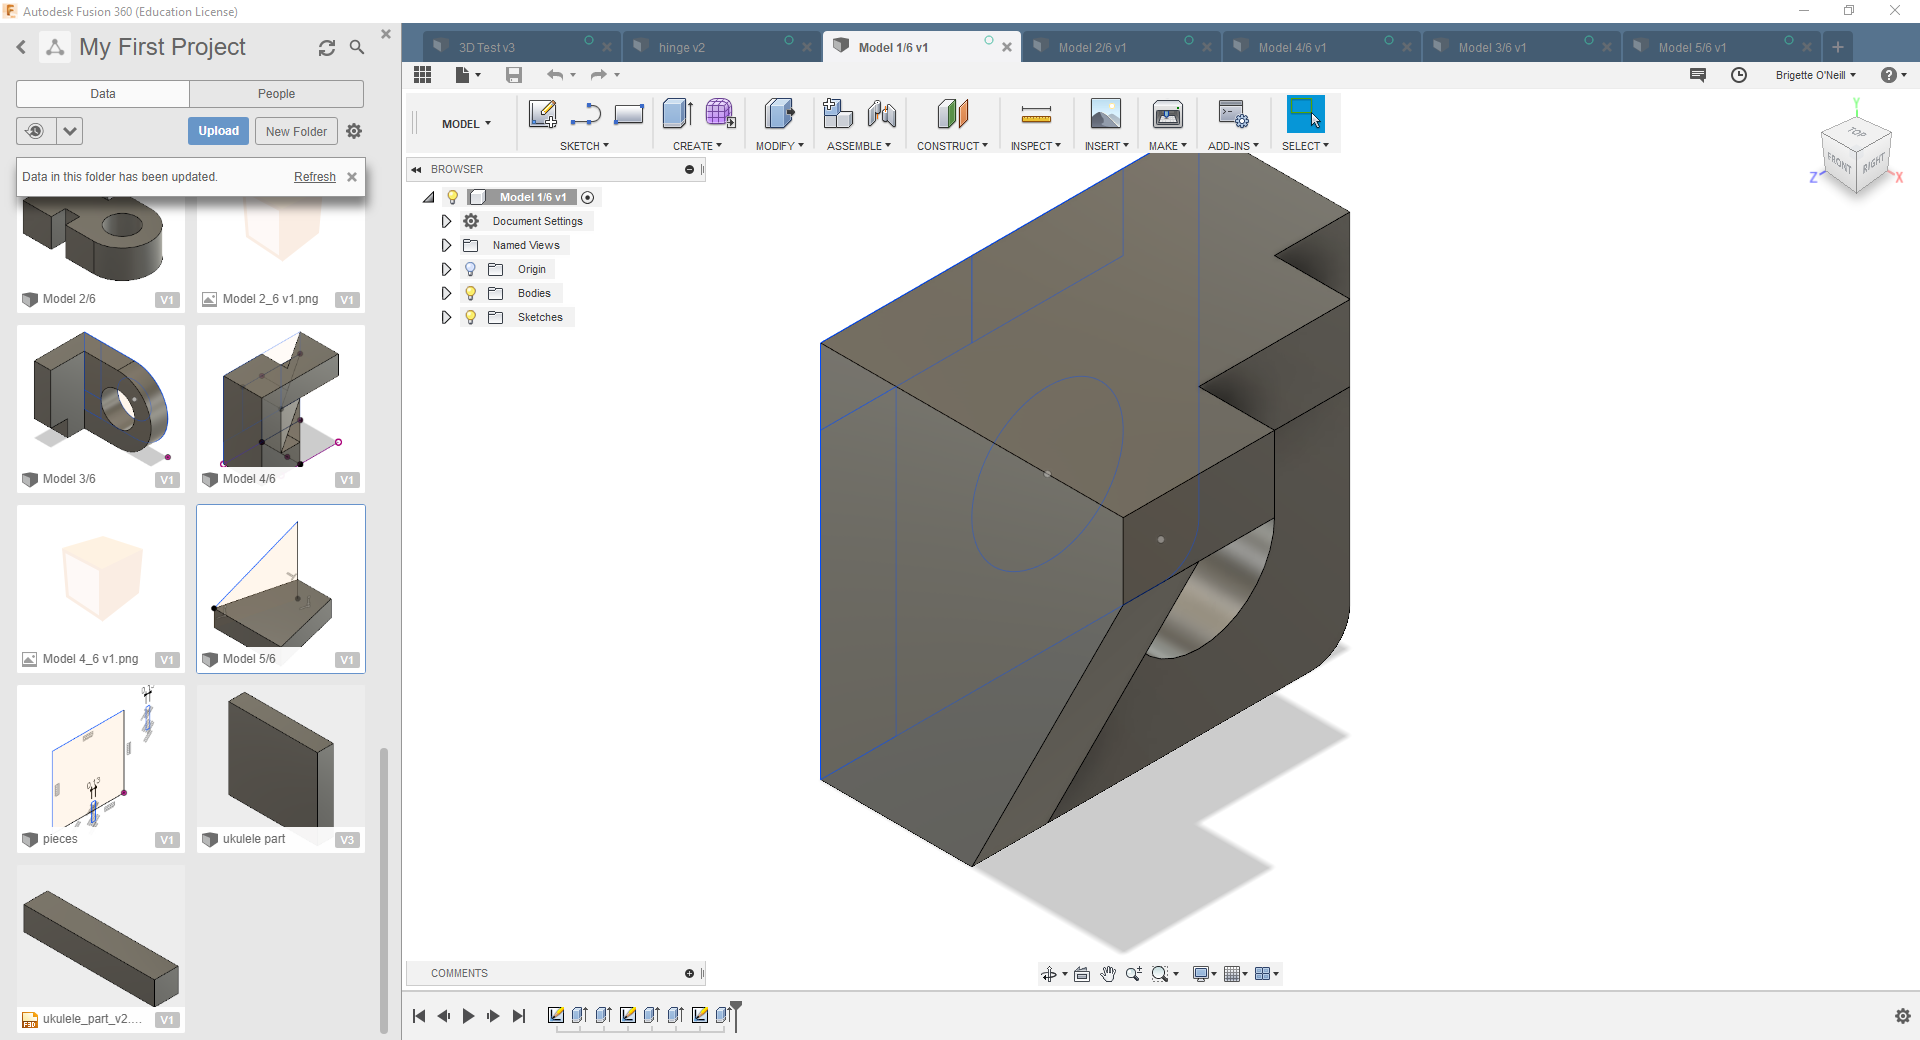 Autodesk Fusion 360 (Education License)
My First Project
3D Test v3
hinge v2
Model 1/6 v1
Model 2/6 v1
Model 4/6 v1
Model 3/6 v1
Model 5/6 v1
Brigette O'Neill
Data
People
Upload
New Folder
Data in this folder has been updated.
Refresh
MODEL
SKETCH
CREATE
MODIFY
ASSEMBLE
CONSTRUCT
INSPECT
INSERT
MAKE
ADD-INS
SELECT
BROWSER
Model 1/6 v1
Document Settings
Named Views
Origin
Bodies
Sketches
Y
TOP
FRONT
RIGHT
Z
X
Model 2/6
V1
Model 2_6 v1.png
V1
Model 3/6
V1
Model 4/6
V1
Model 4_6 v1.png
V1
Model 5/6
V1
0.13
pieces
V1
ukulele part
V3
F3D
ukulele_part_v2....
V1
COMMENTS